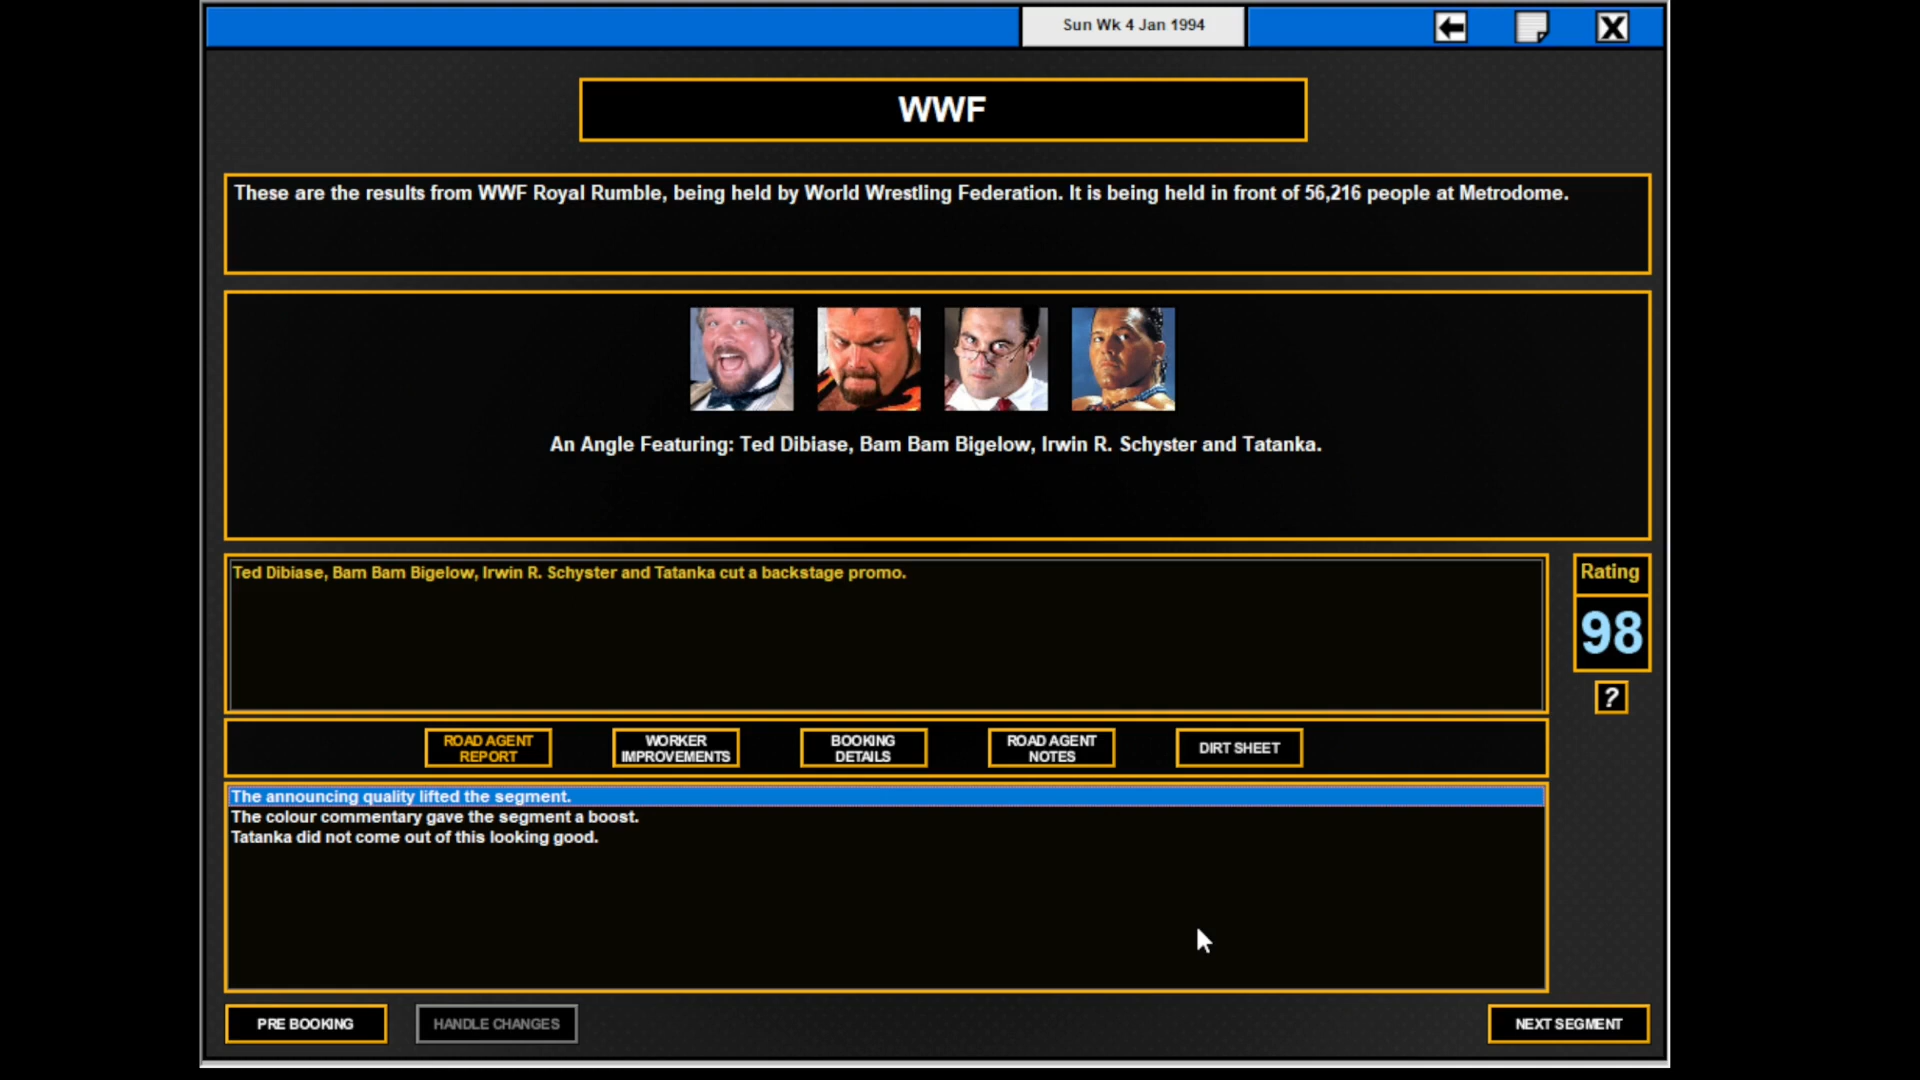 Sun Wk 4 Jan 1994
WWF
These are the results from WWF Royal Rumble, being held by World Wrestling Federation. It is being held in front of 56,216 people at Metrodome.
An Angle Featuring: Ted Dibiase, Bam Bam Bigelow, Irwin R. Schyster and Tatanka.
Ted Dibiase, Bam Bam Bigelow, Irwin R. Schyster and Tatanka cut a backstage promo.
Rating
98
?
ROAD AGENT
REPORT
WORKER
IMPROVEMENTS
BOOKING
DETAILS
ROAD AGENT
NOTES
DIRT SHEET
The announcing quality lifted the segment.
The colour commentary gave the segment a boost.
Tatanka did not come out of this looking good.
PRE BOOKING
HANDLE CHANGES
NEXT SEGMENT